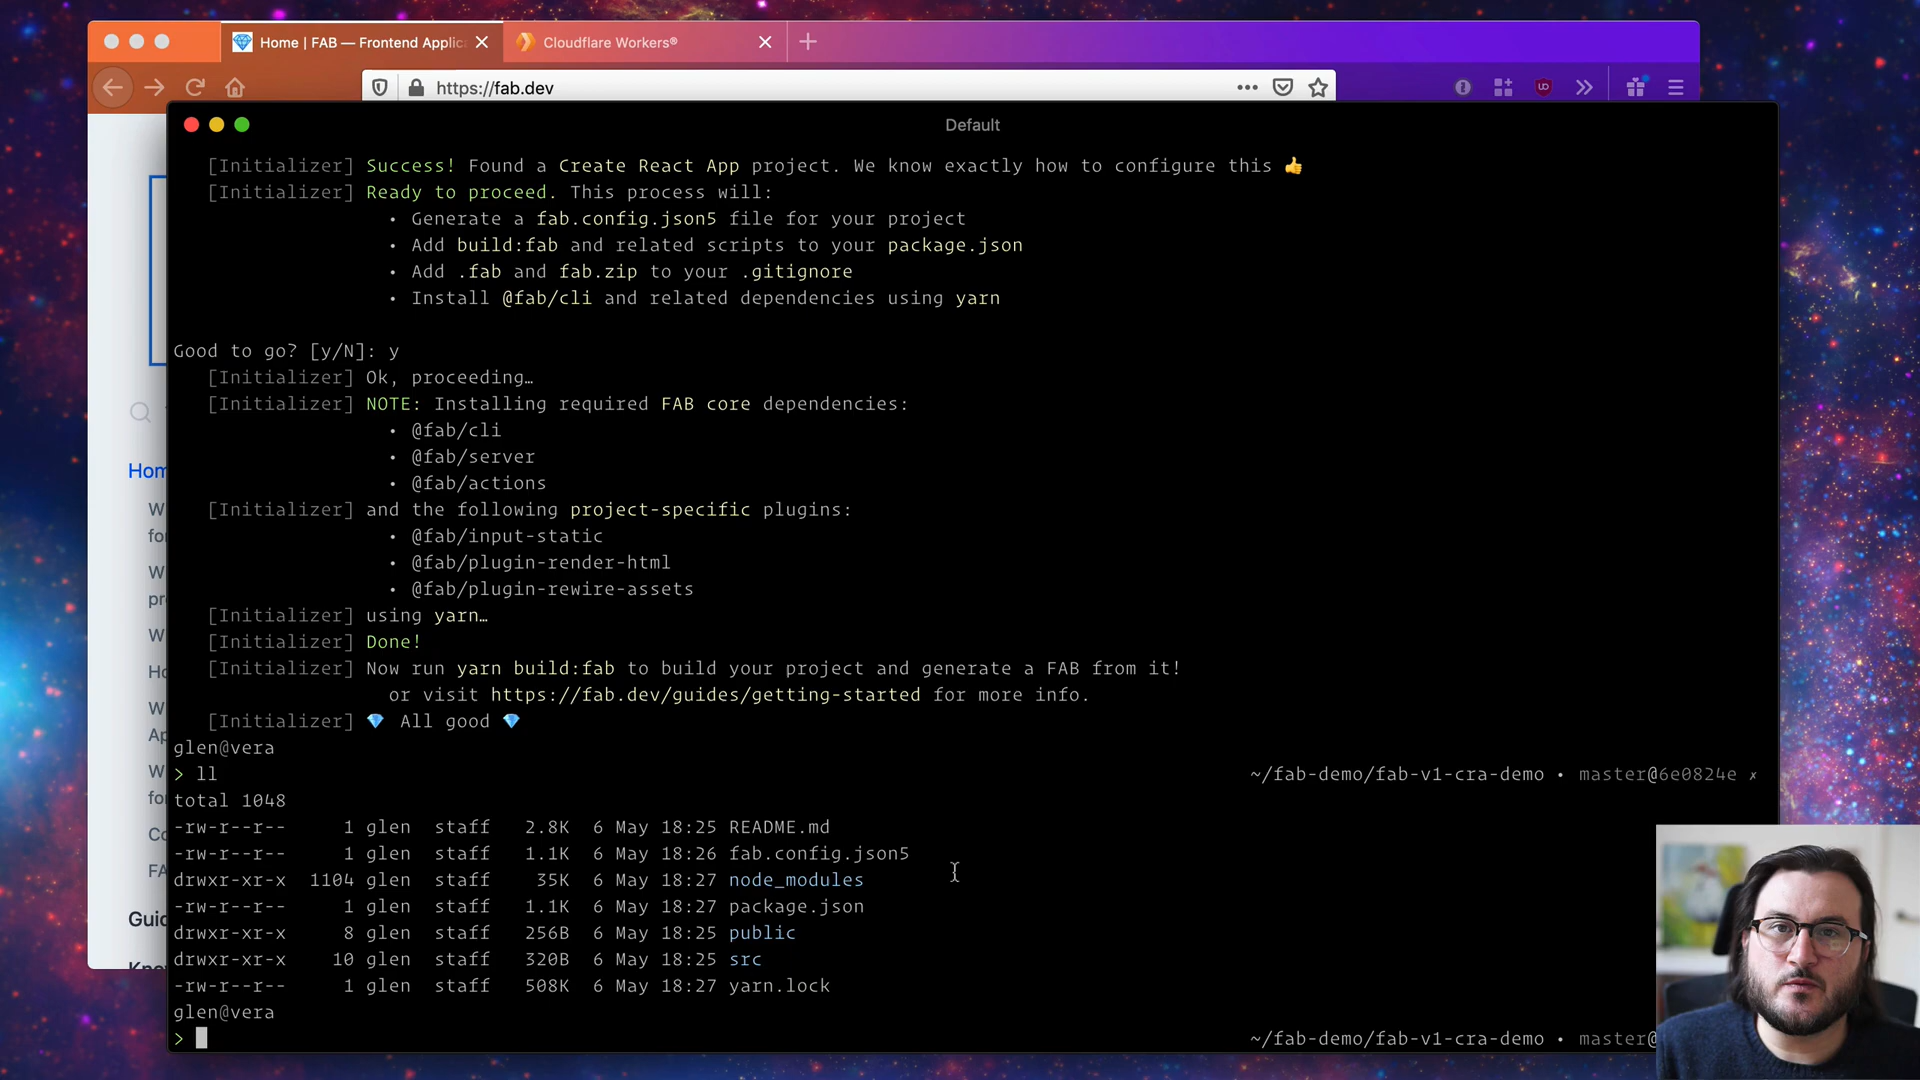 Home | FAB — Frontend Applic
Cloudflare Workers®
https://fab.dev
Default
[Initializer] Success! Found a Create React App project. We know exactly how to configure this 👍
[Initializer] Ready to proceed. This process will:
• Generate a fab.config.json5 file for your project
• Add build:fab and related scripts to your package.json
• Add .fab and fab.zip to your .gitignore
• Install @fab/cli and related dependencies using yarn
Good to go? [y/N]: y
[Initializer] Ok, proceeding…
[Initializer] NOTE: Installing required FAB core dependencies:
• @fab/cli
• @fab/server
• @fab/actions
[Initializer] and the following project-specific plugins:
• @fab/input-static
• @fab/plugin-render-html
• @fab/plugin-rewire-assets
[Initializer] using yarn…
[Initializer] Done!
[Initializer] Now run yarn build:fab to build your project and generate a FAB from it!
or visit https://fab.dev/guides/getting-started for more info.
[Initializer] 💎 All good 💎
glen@vera
> ll ~/fab-demo/fab-v1-cra-demo • master@6e0824e ✗
total 1048
-rw-r--r-- 1 glen staff 2.8K 6 May 18:25 README.md
-rw-r--r-- 1 glen staff 1.1K 6 May 18:26 fab.config.json5
drwxr-xr-x 1104 glen staff 35K 6 May 18:27 node_modules
-rw-r--r-- 1 glen staff 1.1K 6 May 18:27 package.json
drwxr-xr-x 8 glen staff 256B 6 May 18:25 public
drwxr-xr-x 10 glen staff 320B 6 May 18:25 src
-rw-r--r-- 1 glen staff 508K 6 May 18:27 yarn.lock
glen@vera
> ~/fab-demo/fab-v1-cra-demo • master@
Hom
W
for
W
pro
W
Ho
W
Ap
W
for
Co
FA
Guid